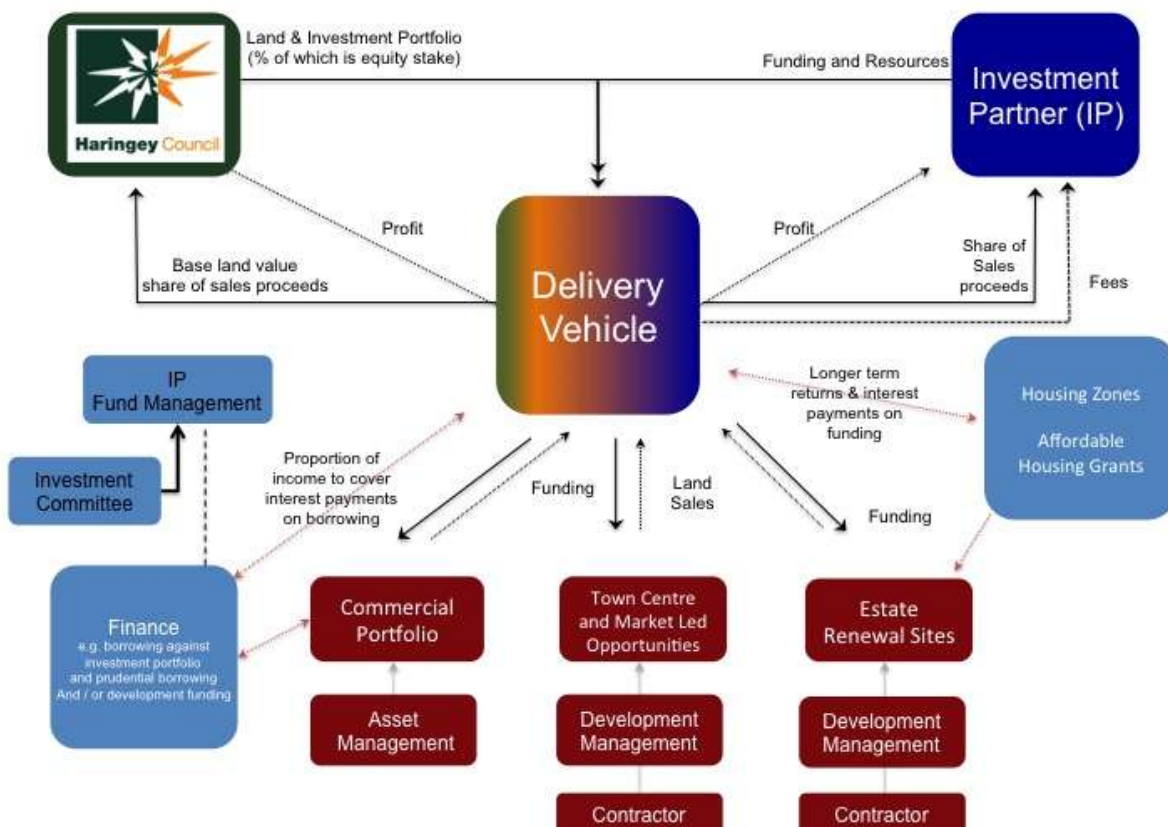 Haringey Council
Land & Investment Portfolio
(% of which is equity stake)
Funding and Resources
Investment
Partner (IP)
Profit
Profit
Base land value
share of sales proceeds
Delivery
Vehicle
Share of
Sales
proceeds
Fees
IP
Fund Management
Investment
Committee
Proportion of
income to cover
interest payments
on borrowing
Funding
Land
Sales
Longer term
returns & interest
payments on
funding
Funding
Housing Zones
Affordable
Housing Grants
Finance
e.g. borrowing against
investment portfolio
and prudential borrowing
And / or development funding
Commercial
Portfolio
Town Centre
and Market Led
Opportunities
Estate
Renewal Sites
Asset
Management
Development
Management
Development
Management
Contractor
Contractor